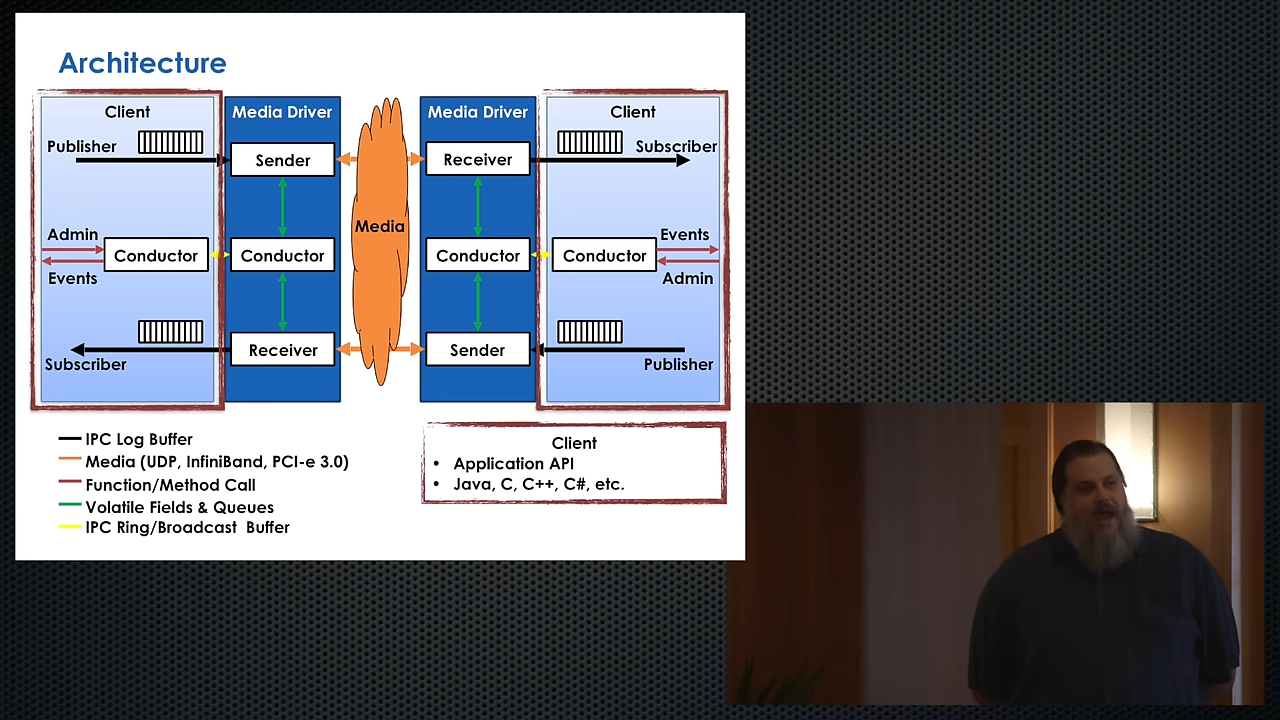 Architecture
Client
Media Driver
Media Driver
Client
Publisher
Sender
Receiver
Subscriber
Media
Admin
Conductor
Conductor
Conductor
Conductor
Events
Events
Admin
Subscriber
Receiver
Sender
Publisher
IPC Log Buffer
Media (UDP, InfiniBand, PCI-e 3.0)
Function/Method Call
Volatile Fields & Queues
IPC Ring/Broadcast Buffer
Client
• Application API
• Java, C, C++, C#, etc.